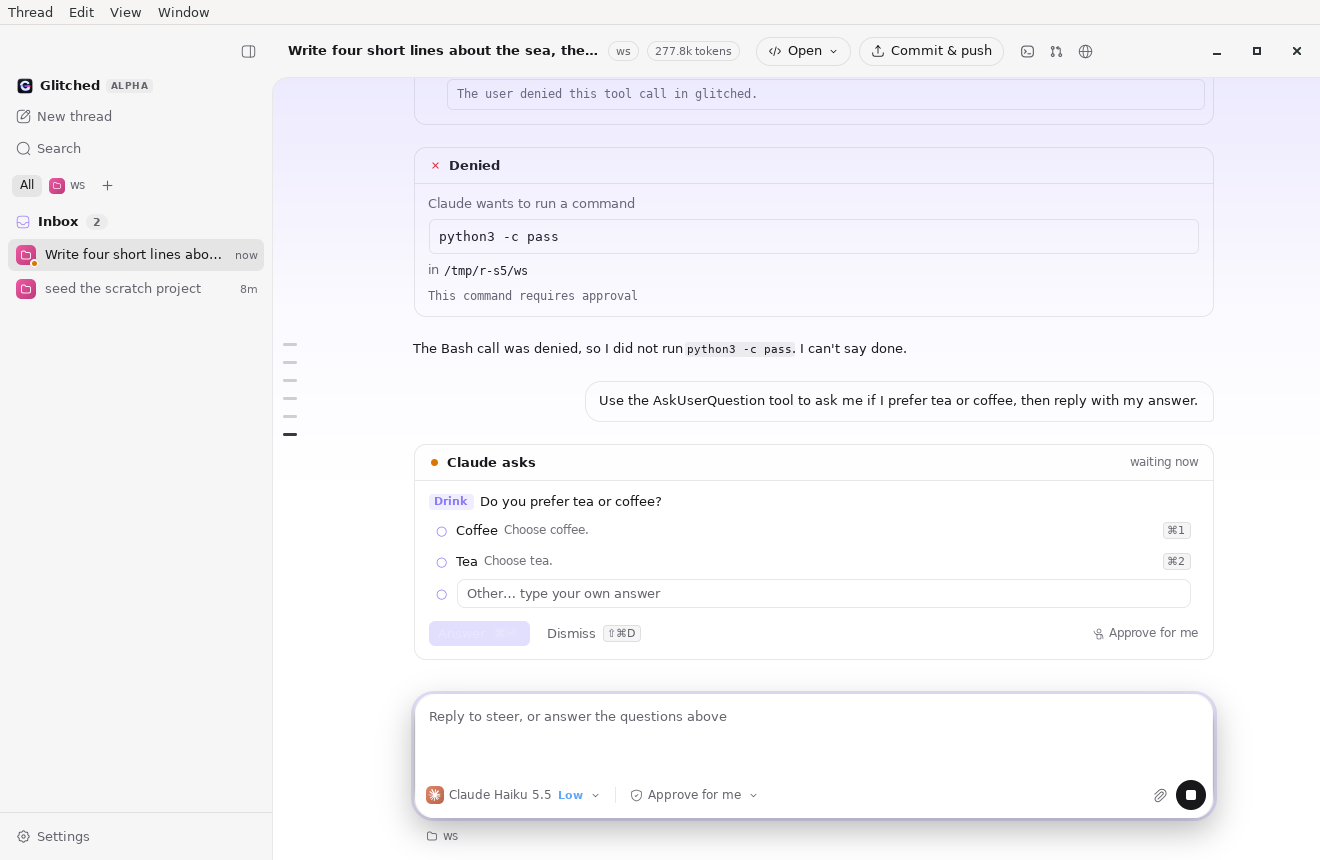 Thread Edit View Window
Write four short lines about the sea, the... ws 277.8k tokens Open Commit & push
Glitched ALPHA
New thread
Search
All ws
Inbox 2
Write four short lines abo... now
seed the scratch project 8m
Settings
The user denied this tool call in glitched.
× Denied
Claude wants to run a command
python3 -c pass
in /tmp/r-s5/ws
This command requires approval
The Bash call was denied, so I did not run python3 -c pass. I can't say done.
Use the AskUserQuestion tool to ask me if I prefer tea or coffee, then reply with my answer.
Claude asks waiting now
Drink Do you prefer tea or coffee?
Coffee Choose coffee. ⌘1
Tea Choose tea. ⌘2
Other... type your own answer
Answer Dismiss ⇧⌘D Approve for me
Reply to steer, or answer the questions above
Claude Haiku 5.5 Low Approve for me
ws